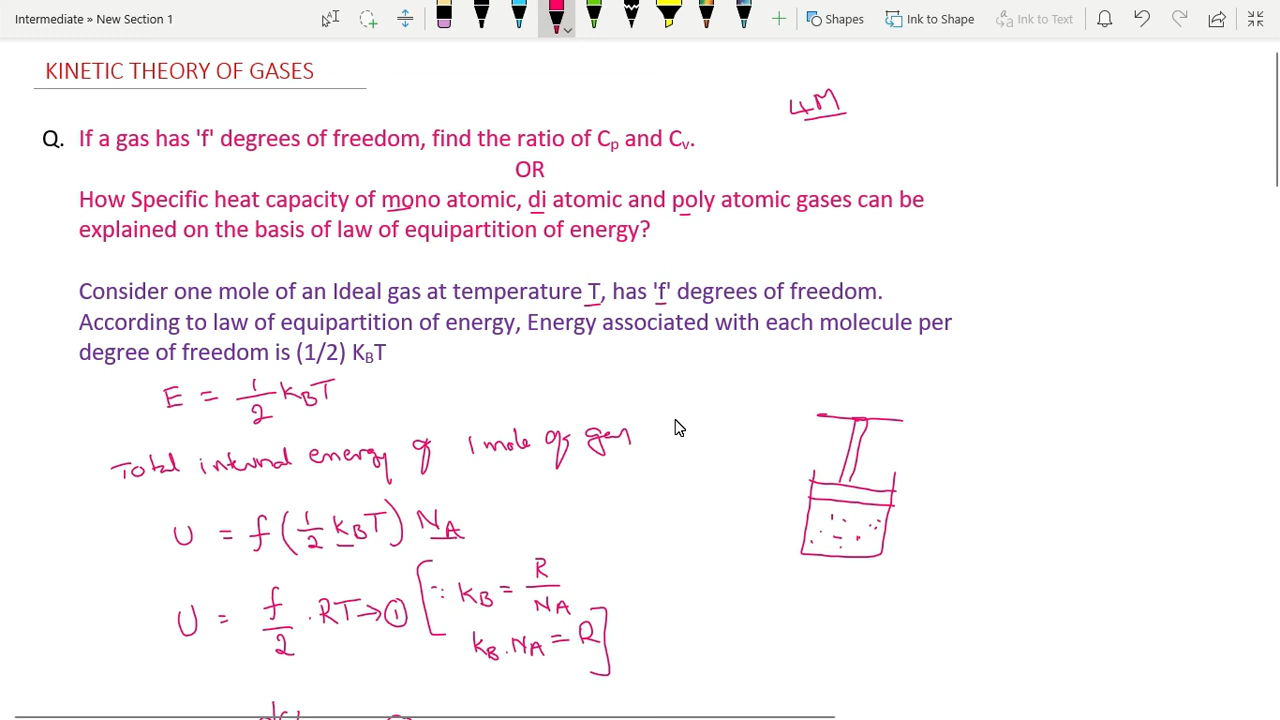 Intermediate » New Section 1
Shapes
Ink to Shape
Ink to Text
KINETIC THEORY OF GASES
4M
Q. If a gas has 'f' degrees of freedom, find the ratio of Cp and Cv.
OR
How Specific heat capacity of mono atomic, di atomic and poly atomic gases can be
explained on the basis of law of equipartition of energy?
Consider one mole of an Ideal gas at temperature T, has 'f' degrees of freedom.
According to law of equipartition of energy, Energy associated with each molecule per
degree of freedom is (1/2) KBT
E = 1/2 KBT
Total internal energy of 1 mole of gas
U = f(1/2 KBT) NA
U = f/2 . RT → ① [∵ KB = R/NA
KB.NA = R]